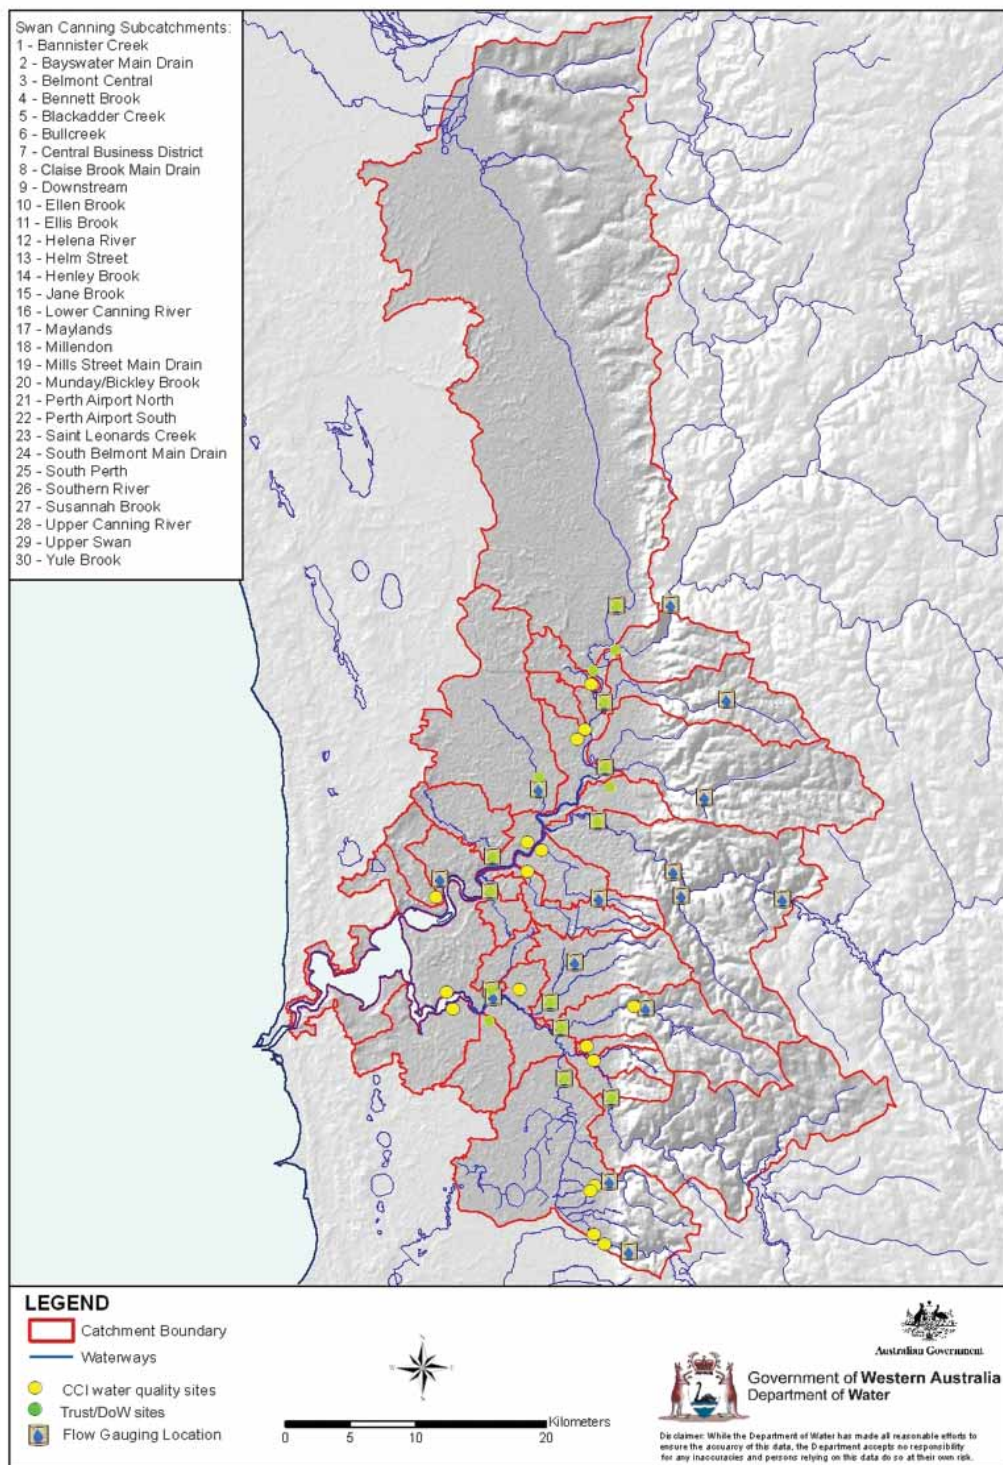 Swan Canning Subcatchments:
1 - Bannister Creek
2 - Bayswater Main Drain
3 - Belmont Central
4 - Bennett Brook
5 - Blackadder Creek
6 - Bullcreek
7 - Central Business District
8 - Claise Brook Main Drain
9 - Downstream
10 - Ellen Brook
11 - Ellis Brook
12 - Helena River
13 - Helm Street
14 - Henley Brook
15 - Jane Brook
16 - Lower Canning River
17 - Maylands
18 - Millendon
19 - Mills Street Main Drain
20 - Munday/Bickley Brook
21 - Perth Airport North
22 - Perth Airport South
23 - Saint Leonards Creek
24 - South Belmont Main Drain
25 - South Perth
26 - Southern River
27 - Susannah Brook
28 - Upper Canning River
29 - Upper Swan
30 - Yule Brook
LEGEND
Catchment Boundary
Waterways
CCI water quality sites
Trust/DoW sites
Flow Gauging Location
Kilometers
0 5 10 20
Australian Government
Government of Western Australia
Department of Water
Disclaimer: While the Department of Water has made all reasonable efforts to
ensure the accuarcy of this data, the Department accepts no responsibility
for any inaccuracies and persons relying on this data do so at their own risk.